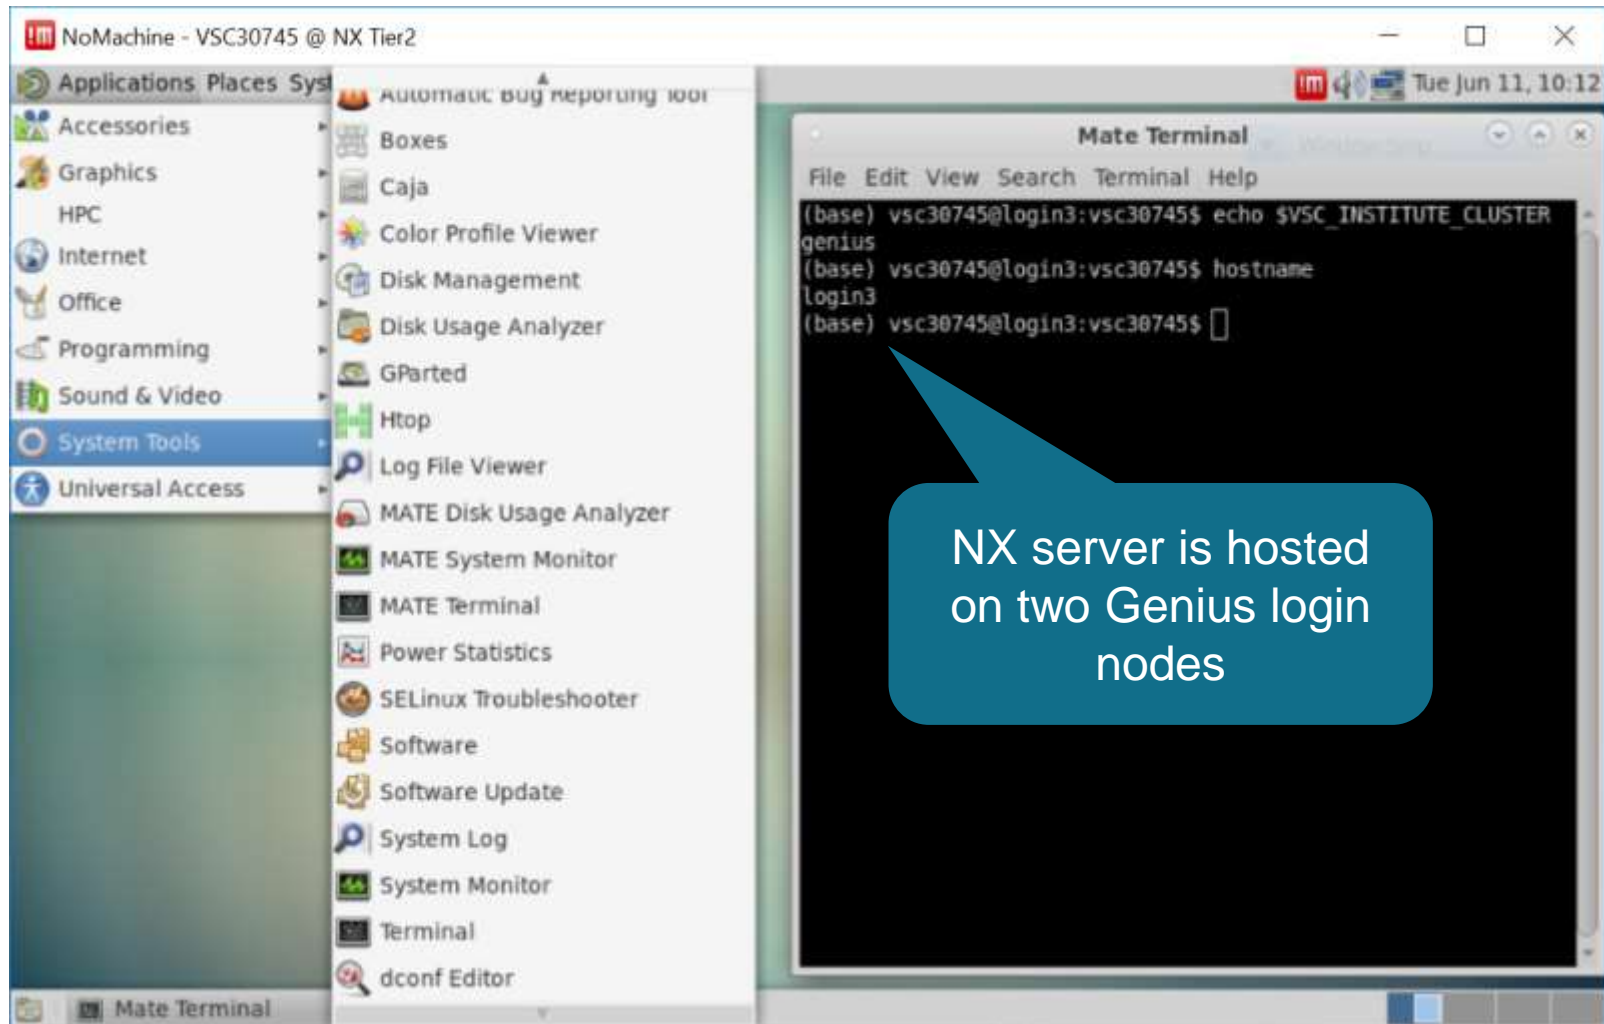 NoMachine - VSC30745 @ NX Tier2
Applications Places Syst
Tue Jun 11, 10:12
Accessories
Graphics
HPC
Internet
Office
Programming
Sound & Video
System Tools
Universal Access
Automatic Bug Reporting Tool
Boxes
Caja
Color Profile Viewer
Disk Management
Disk Usage Analyzer
GParted
Htop
Log File Viewer
MATE Disk Usage Analyzer
MATE System Monitor
MATE Terminal
Power Statistics
SELinux Troubleshooter
Software
Software Update
System Log
System Monitor
Terminal
dconf Editor
Mate Terminal
File Edit View Search Terminal Help
(base) vsc30745@login3:vsc30745$ echo $VSC_INSTITUTE_CLUSTER
genius
(base) vsc30745@login3:vsc30745$ hostname
login3
(base) vsc30745@login3:vsc30745$
NX server is hosted
on two Genius login
nodes
Mate Terminal